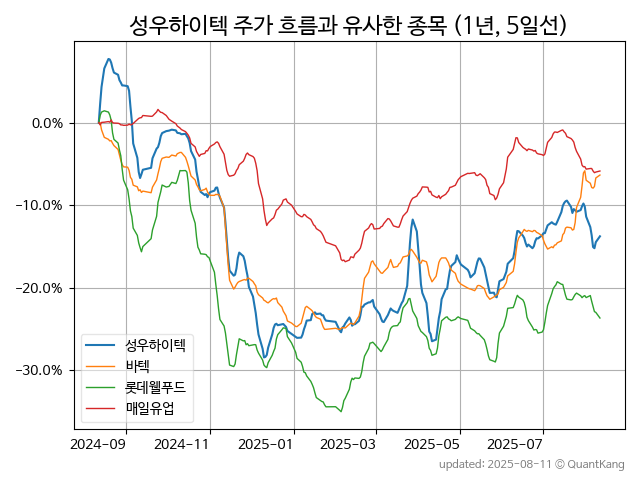 성우하이텍 주가 흐름과 유사한 종목 (1년, 5일선)
0.0%
−10.0%
−20.0%
−30.0%
성우하이텍
바텍
롯데웰푸드
매일유업
2024-09 2024-11 2025-01 2025-03 2025-05 2025-07
updated: 2025-08-11 © QuantKang